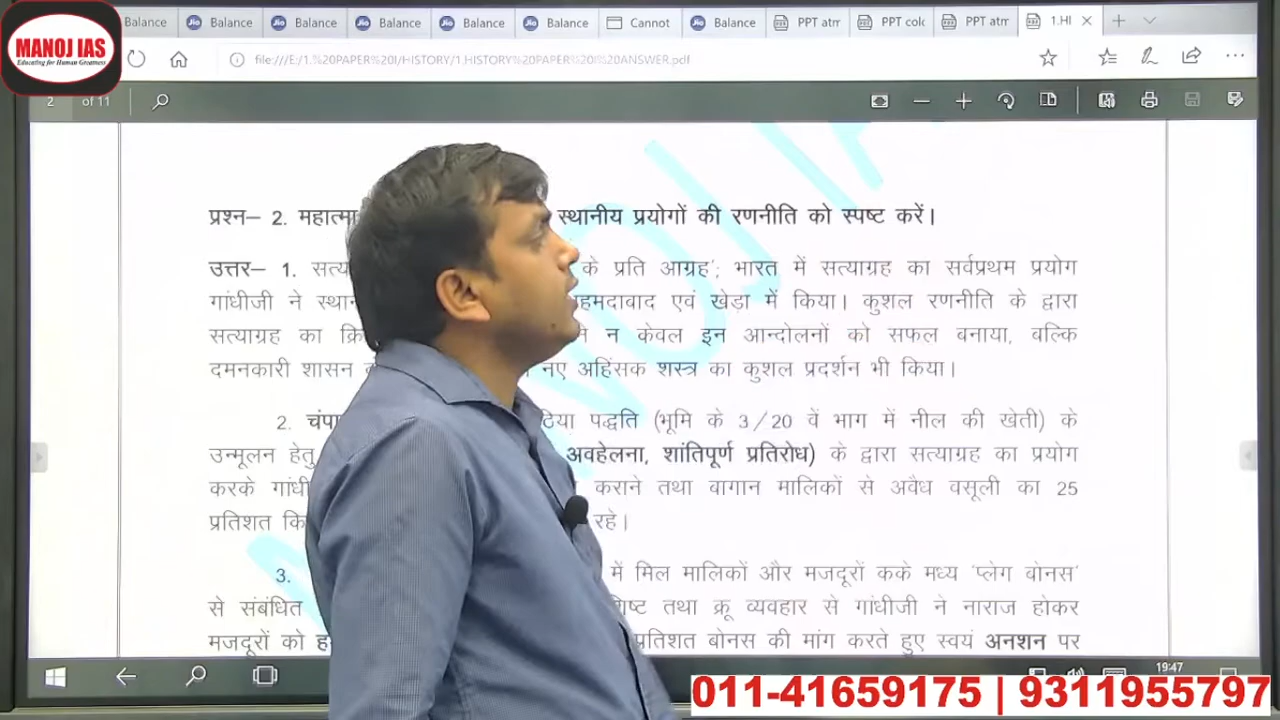 MANOJ IAS
Educating for Human Greatness
Balance
Balance
Balance
Balance
Balance
Balance
Cannot
Balance
PPT atm
PPT cok
PPT atm
1.HI
file:///E:/1.%20PAPER%20I/HISTORY/1.HISTORY%20PAPER%20I%20ANSWER.pdf
2 of 11
प्रश्न– 2. महात्मा स्थानीय प्रयोगों की रणनीति को स्पष्ट करें।
उत्तर– 1. के प्रति आग्रह'; भारत में सत्याग्रह का सर्वप्रथम प्रयोग
गांधीजी ने एवं खेड़ा में किया। कुशल रणनीति के द्वारा
सत्याग्रह का न केवल इन आन्दोलनों को सफल बनाया, बल्कि
दमनकारी शासन नए अहिंसक शस्त्र का कुशल प्रदर्शन भी किया।
2. पद्धति (भूमि के 3/20 वें भाग में नील की खेती) के
उन्मूलन हेतु अवहेलना, शांतिपूर्ण प्रतिरोध) के द्वारा सत्याग्रह का प्रयोग
करके कराने तथा बागान मालिकों से अवैध वसूली का 25
प्रतिशत रहे।
3. में मिल मालिकों और मजदूरों कके मध्य 'प्लेग बोनस'
से संबंधित तथा क्रू व्यवहार से गांधीजी ने नाराज होकर
मजदूरों को प्रतिशत बोनस की मांग करते हुए स्वयं अनशन पर
19:47
011-41659175 | 9311955797